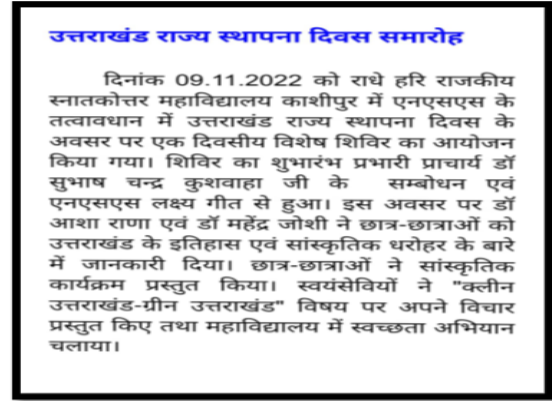 उत्तराखंड राज्य स्थापना दिवस समारोह
दिनांक 09.11.2022 को राधे हरि राजकीय
स्नातकोत्तर महाविद्यालय काशीपुर में एनएसएस के
तत्वावधान में उत्तराखंड राज्य स्थापना दिवस के
अवसर पर एक दिवसीय विशेष शिविर का आयोजन
किया गया। शिविर का शुभारंभ प्रभारी प्राचार्य डॉ
सुभाष चन्द्र कुशवाहा जी के सम्बोधन एवं
एनएसएस लक्ष्य गीत से हुआ। इस अवसर पर डॉ
आशा राणा एवं डॉ महेंद्र जोशी ने छात्र-छात्राओं को
उत्तराखंड के इतिहास एवं सांस्कृतिक धरोहर के बारे
में जानकारी दिया। छात्र-छात्राओं ने सांस्कृतिक
कार्यक्रम प्रस्तुत किया। स्वयंसेवियों ने "क्लीन
उत्तराखंड-ग्रीन उत्तराखंड" विषय पर अपने विचार
प्रस्तुत किए तथा महाविद्यालय में स्वच्छता अभियान
चलाया।